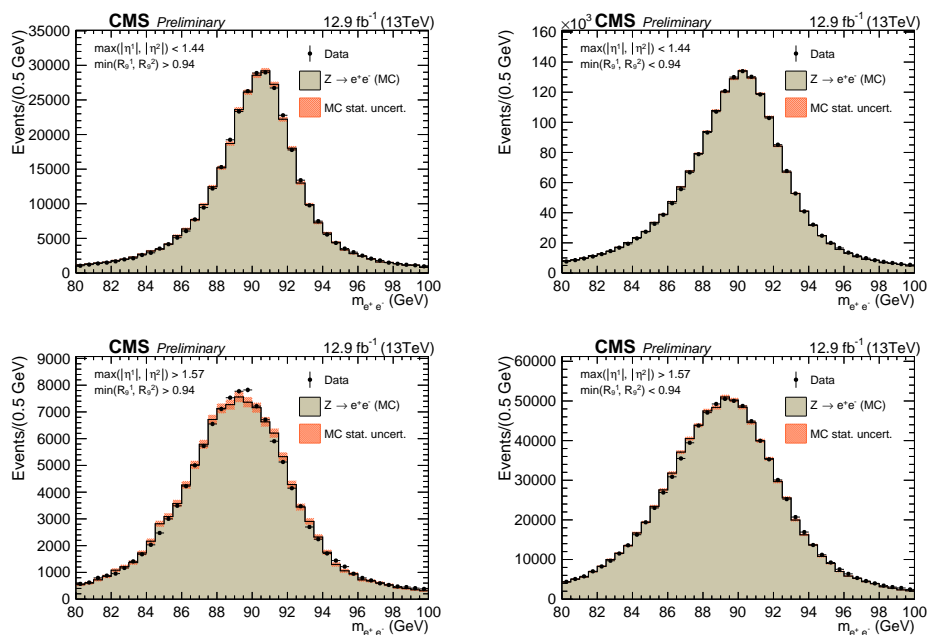 CMS Preliminary 12.9 fb⁻¹ (13TeV)
35000
30000
25000
20000
15000
10000
5000
0
Events/(0.5 GeV)
max(|η¹|, |η²|) < 1.44
min(R₉¹, R₉²) > 0.94
Data
Z → e⁺e⁻ (MC)
MC stat. uncert.
80 82 84 86 88 90 92 94 96 98 100
m_{e⁺ e⁻} (GeV)
CMS Preliminary 12.9 fb⁻¹ (13TeV)
×10³
160
140
120
100
80
60
40
20
0
Events/(0.5 GeV)
max(|η¹|, |η²|) < 1.44
min(R₉¹, R₉²) < 0.94
Data
Z → e⁺e⁻ (MC)
MC stat. uncert.
80 82 84 86 88 90 92 94 96 98 100
m_{e⁺ e⁻} (GeV)
CMS Preliminary 12.9 fb⁻¹ (13TeV)
9000
8000
7000
6000
5000
4000
3000
2000
1000
0
Events/(0.5 GeV)
max(|η¹|, |η²|) > 1.57
min(R₉¹, R₉²) > 0.94
Data
Z → e⁺e⁻ (MC)
MC stat. uncert.
80 82 84 86 88 90 92 94 96 98 100
m_{e⁺ e⁻} (GeV)
CMS Preliminary 12.9 fb⁻¹ (13TeV)
60000
50000
40000
30000
20000
10000
0
Events/(0.5 GeV)
max(|η¹|, |η²|) > 1.57
min(R₉¹, R₉²) < 0.94
Data
Z → e⁺e⁻ (MC)
MC stat. uncert.
80 82 84 86 88 90 92 94 96 98 100
m_{e⁺ e⁻} (GeV)